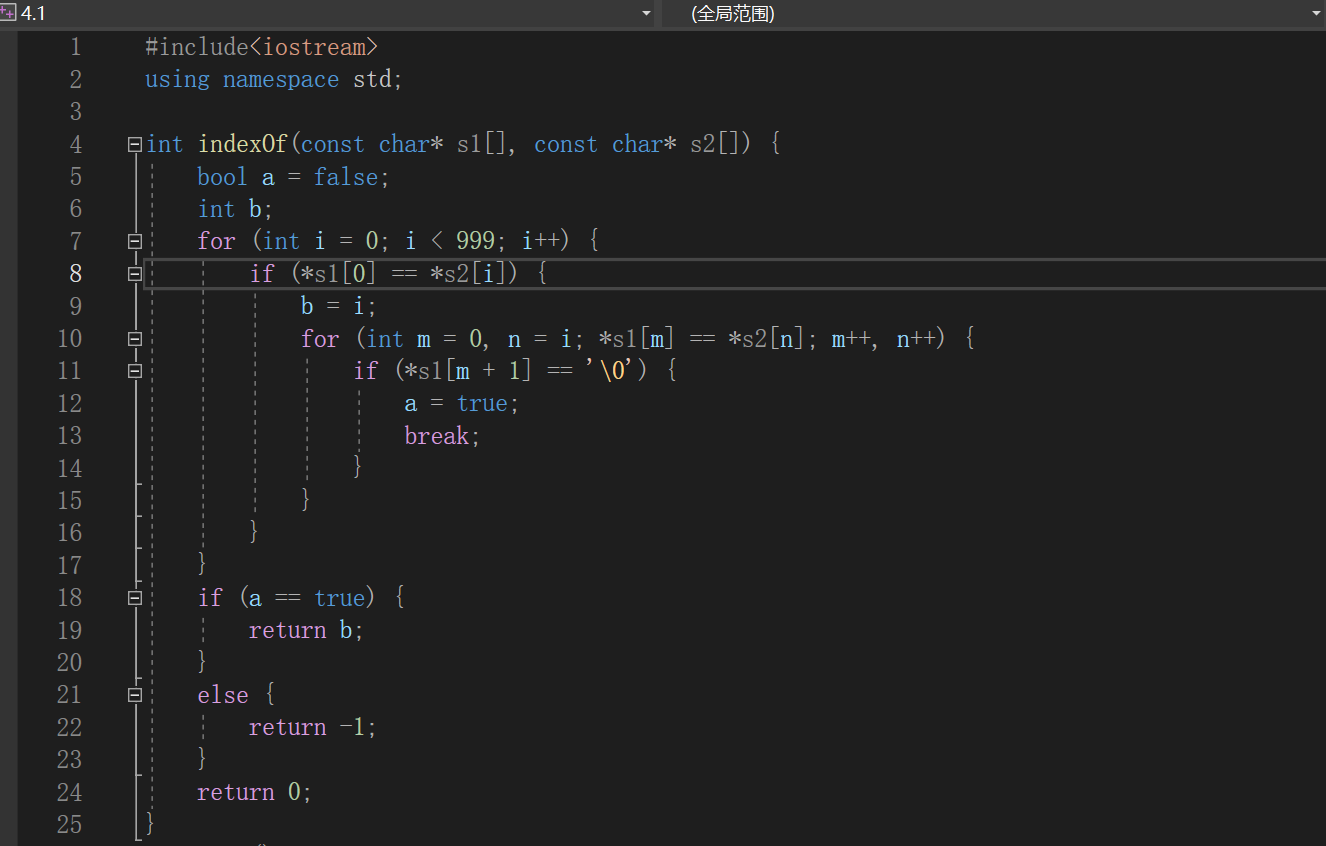 4.1 (全局范围)
1 #include<iostream>
2 using namespace std;
3
4 int indexOf(const char* s1[], const char* s2[]) {
5 bool a = false;
6 int b;
7 for (int i = 0; i < 999; i++) {
8 if (*s1[0] == *s2[i]) {
9 b = i;
10 for (int m = 0, n = i; *s1[m] == *s2[n]; m++, n++) {
11 if (*s1[m + 1] == '\0') {
12 a = true;
13 break;
14 }
15 }
16 }
17 }
18 if (a == true) {
19 return b;
20 }
21 else {
22 return -1;
23 }
24 return 0;
25 }